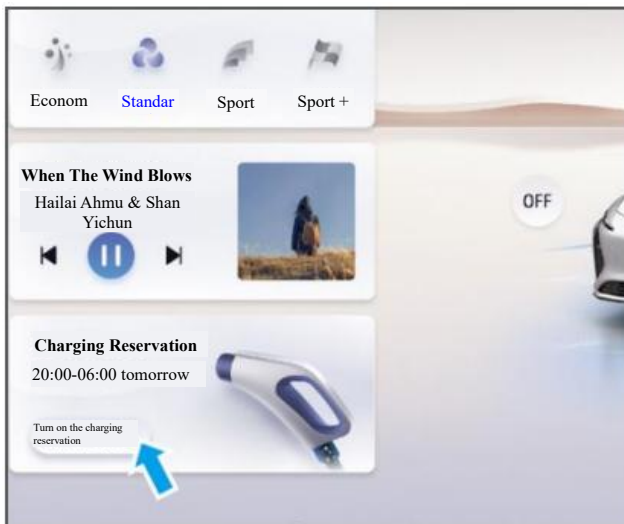 Econom Standar Sport Sport +
When The Wind Blows
Hailai Ahmu & Shan
Yichun
OFF
Charging Reservation
20:00-06:00 tomorrow
Turn on the charging
reservation